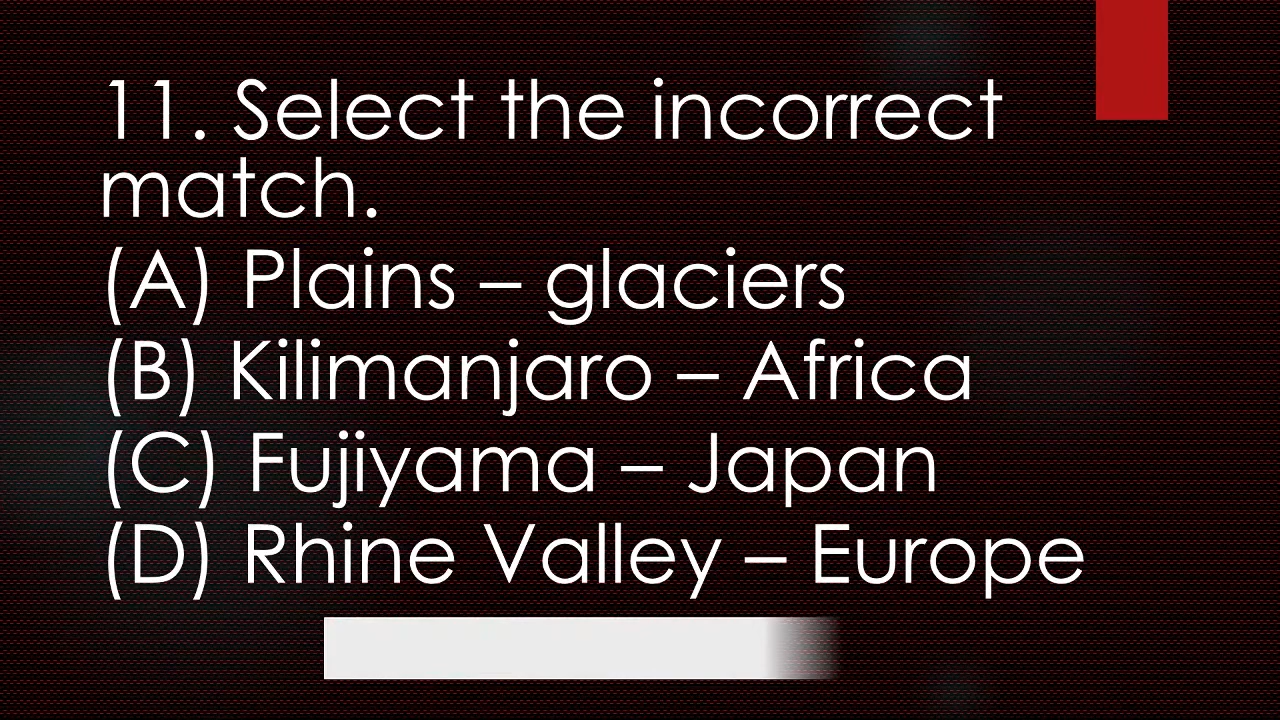 11. Select the incorrect
match.
(A) Plains – glaciers
(B) Kilimanjaro – Africa
(C) Fujiyama – Japan
(D) Rhine Valley – Europe